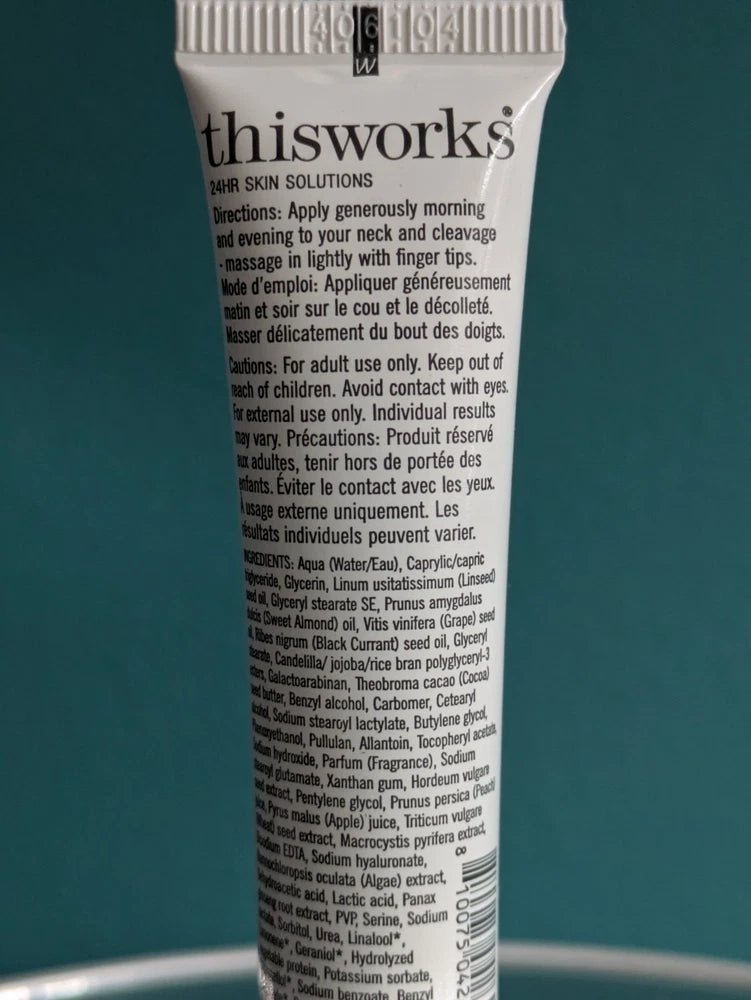 406104
W
thisworks®
24HR SKIN SOLUTIONS
Directions: Apply generously morning
and evening to your neck and cleavage
- massage in lightly with finger tips.
Mode d'emploi: Appliquer généreusement
matin et soir sur le cou et le décolleté.
Masser délicatement du bout des doigts.
Cautions: For adult use only. Keep out of
reach of children. Avoid contact with eyes.
For external use only. Individual results
may vary. Précautions: Produit réservé
aux adultes, tenir hors de portée des
enfants. Éviter le contact avec les yeux.
À usage externe uniquement. Les
résultats individuels peuvent varier.
INGREDIENTS: Aqua (Water/Eau), Caprylic/capric
triglyceride, Glycerin, Linum usitatissimum (Linseed)
seed oil, Glyceryl stearate SE, Prunus amygdalus
dulcis (Sweet Almond) oil, Vitis vinifera (Grape) seed
oil, Ribes nigrum (Black Currant) seed oil, Glyceryl
stearate, Candelilla/ jojoba/rice bran polyglyceryl-3
esters, Galactoarabinan, Theobroma cacao (Cocoa)
seed butter, Benzyl alcohol, Carbomer, Cetearyl
alcohol, Sodium stearoyl lactylate, Butylene glycol,
Phenoxyethanol, Pullulan, Allantoin, Tocopheryl acetate,
Sodium hydroxide, Parfum (Fragrance), Sodium
stearoyl glutamate, Xanthan gum, Hordeum vulgare
seed extract, Pentylene glycol, Prunus persica (Peach)
juice, Pyrus malus (Apple) juice, Triticum vulgare
(Wheat) seed extract, Macrocystis pyrifera extract,
Disodium EDTA, Sodium hyaluronate,
Nannochloropsis oculata (Algae) extract,
Dehydroacetic acid, Lactic acid, Panax
ginseng root extract, PVP, Serine, Sodium
lactate, Sorbitol, Urea, Linalool*,
Limonene*, Geraniol*, Hydrolyzed
vegetable protein, Potassium sorbate,
Sodium benzoate, Benzyl
8 10075 042